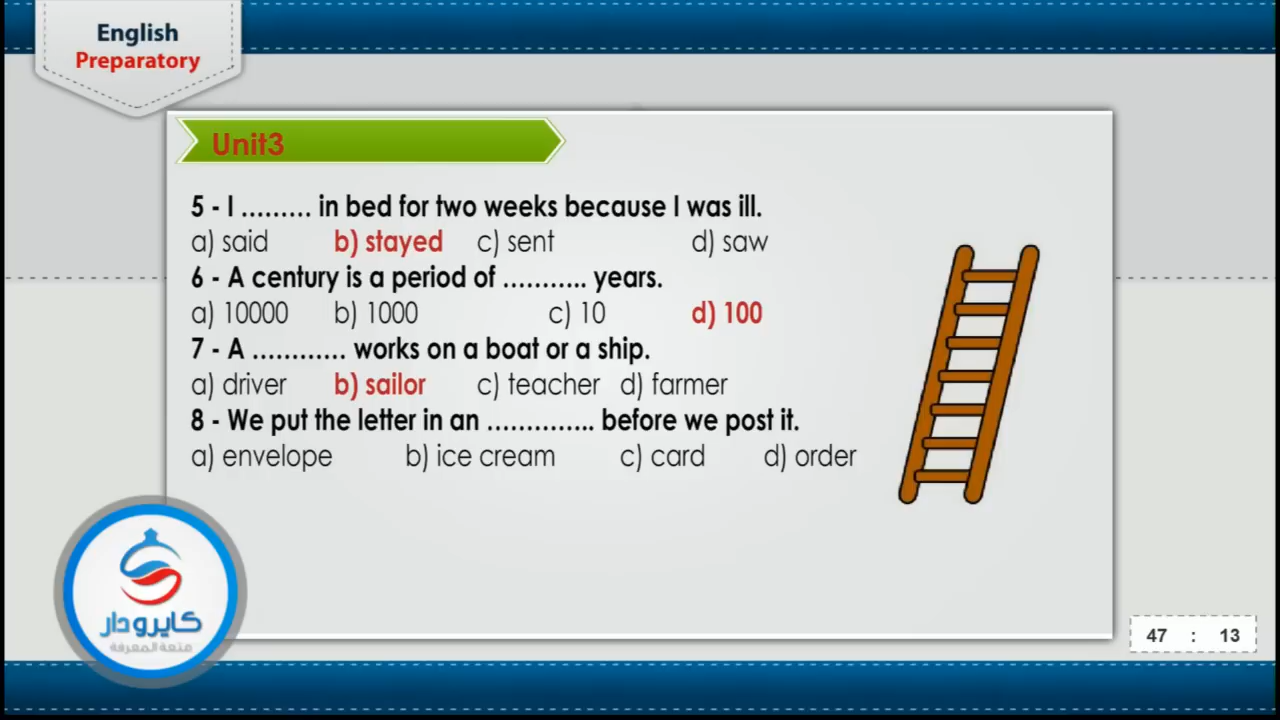 English
Preparatory
Unit3
5 - I ......... in bed for two weeks because I was ill.
a) said b) stayed c) sent d) saw
6 - A century is a period of ........... years.
a) 10000 b) 1000 c) 10 d) 100
7 - A ............ works on a boat or a ship.
a) driver b) sailor c) teacher d) farmer
8 - We put the letter in an .............. before we post it.
a) envelope b) ice cream c) card d) order
كايرودار
متعة المعرفة
47 : 13